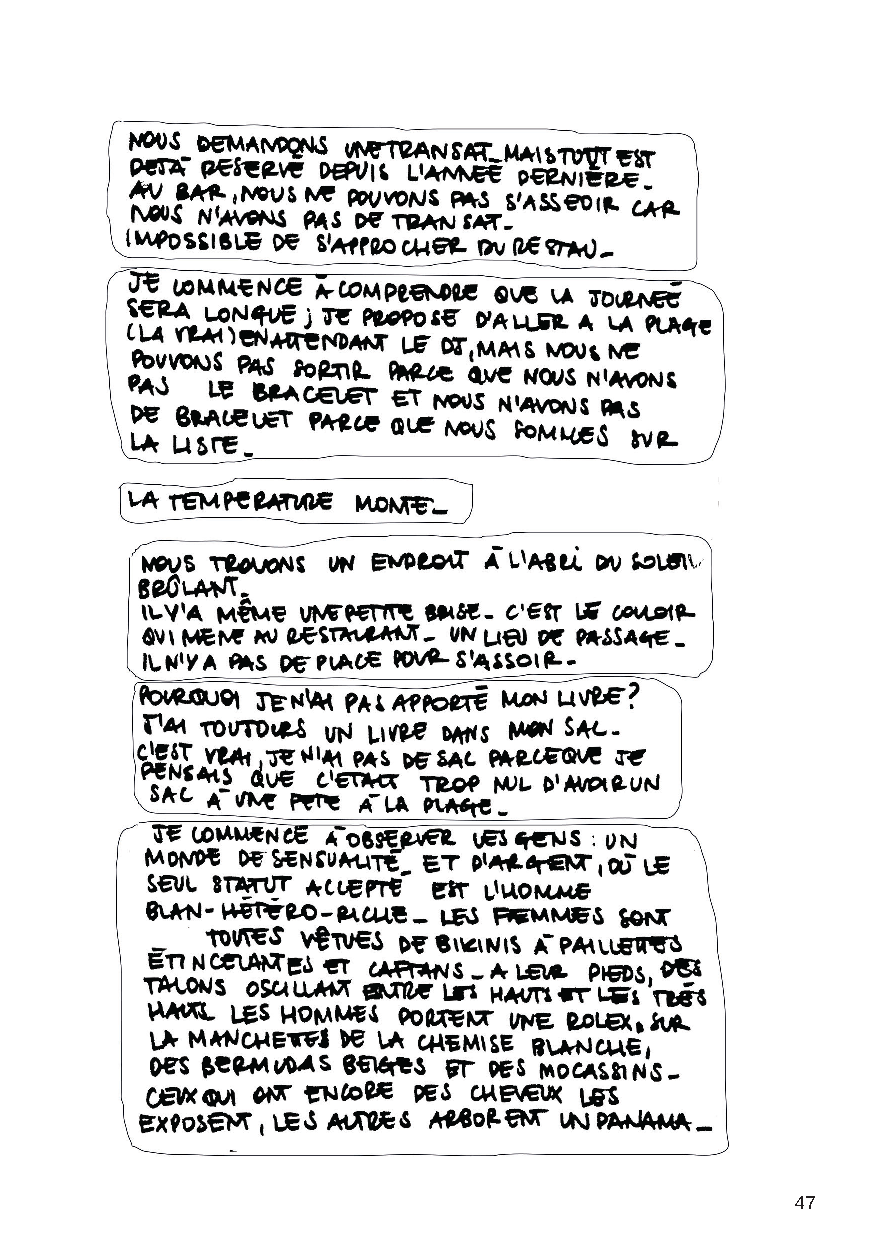 NOUS DEMANDONS UNE TRANSAT_ MAIS TOUT EST
DEJÀ RESERVÉ DEPUIS L'ANNÉE DERNIÈRE_
AU BAR, NOUS NE POUVONS PAS S'ASSEOIR CAR
NOUS N'AVONS PAS DE TRANSAT_
IMPOSSIBLE DE S'APPROCHER DU RESTAU_
JE COMMENCE À COMPRENDRE QUE LA JOURNÉE
SERA LONGUE; JE PROPOSE D'ALLER A LA PLAGE
(LA VRAI) EN ATTENDANT LE DJ, MAIS NOUS NE
POUVONS PAS SORTIR PARCE QUE NOUS N'AVONS
PAS LE BRACELET ET NOUS N'AVONS PAS
DE BRACELET PARCE QUE NOUS SOMMES SUR
LA LISTE_
LA TEMPERATURE MONTE_
NOUS TROUVONS UN ENDROIT À L'ABRI DU SOLEIL
BRÛLANT_
IL Y'A MÊME UNE PETITE BRISE_ C'EST LE COULOIR
QUI MENE AU RESTAURANT_ UN LIEU DE PASSAGE_
IL N'Y A PAS DE PLACE POUR S'ASSOIR_
POURQUOI JE N'AI PAS APPORTÉ MON LIVRE?
J'AI TOUJOURS UN LIVRE DANS MON SAC_
C'EST VRAI, JE N'AI PAS DE SAC PARCE QUE JE
PENSAIS QUE C'ETAIT TROP NUL D'AVOIR UN
SAC À UNE FETE À LA PLAGE_
JE COMMENCE À OBSERVER LES GENS : UN
MONDE DE SENSUALITÉ_ ET D'ARGENT, OÙ LE
SEUL STATUT ACCEPTÉ EST L'HOMME
BLAN-HÉTÉRO-RICHE_ LES FEMMES SONT
TOUTES VÊTUES DE BIKINIS À PAILLETTES
ÉTINCELANTES ET CAFTANS_ A LEUR PIEDS, DES
TALONS OSCILLANT ENTRE LES HAUTS ET LES TRÉS
HAUTS. LES HOMMES PORTENT UNE ROLEX, SUR
LA MANCHETTES DE LA CHEMISE BLANCHE,
DES BERMUDAS BEIGES ET DES MOCASSINS_
CEUX QUI ONT ENCORE DES CHEVEUX LES
EXPOSENT, LES AUTRES ARBORENT UN PANAMA_
47